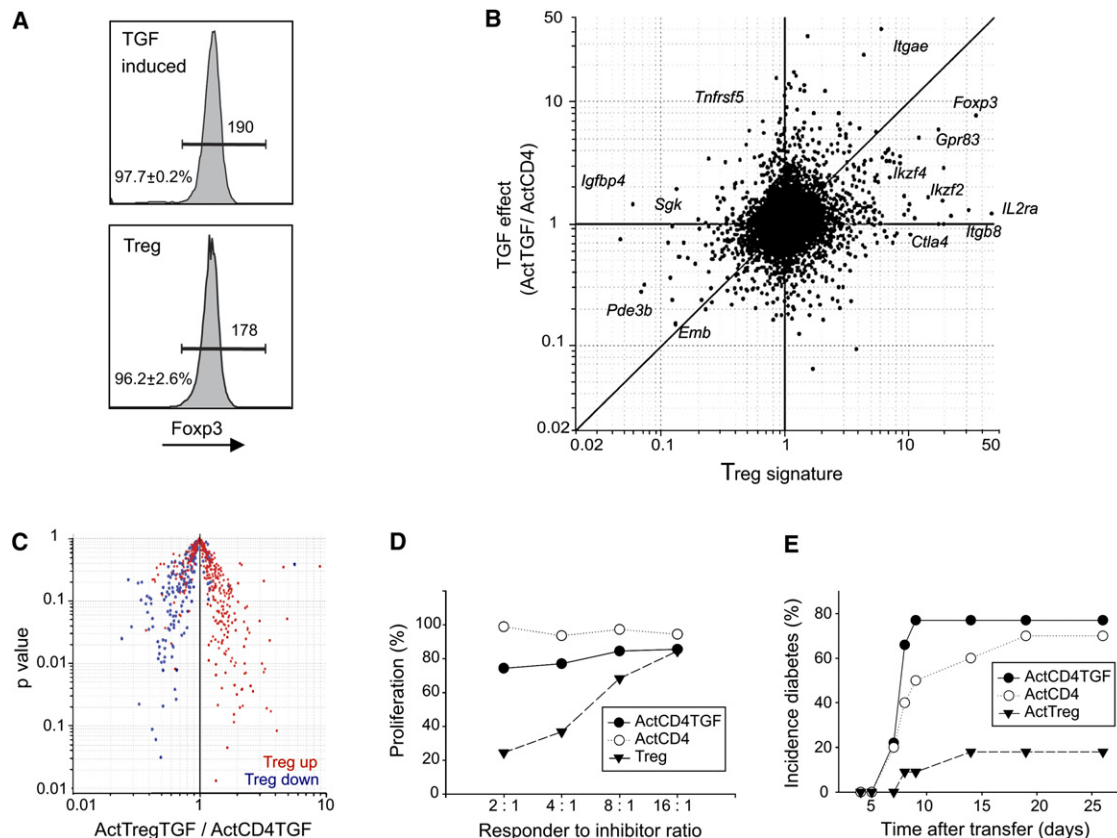 A
TGF
induced
190
97.7±0.2%
Treg
178
96.2±2.6%
Foxp3
B
50
10
1
0.1
0.02
TGF effect
(ActTGF/ ActCD4)
Itgae
Tnfrsf5
Foxp3
Gpr83
Ikzf4
Igfbp4
Ikzf2
Sgk
IL2ra
Itgb8
Ctla4
Pde3b
Emb
0.02
0.1
1
10
50
Treg signature
C
1
0.1
0.01
0.1
0.01
p value
Treg up
Treg down
0.01
0.1
1
10
ActTregTGF / ActCD4TGF
D
100
80
60
40
20
0
Proliferation (%)
ActCD4TGF
ActCD4
Treg
2:1
4:1
8:1
16:1
Responder to inhibitor ratio
E
80
60
40
20
0
Incidence diabetes (%)
ActCD4TGF
ActCD4
ActTreg
5
10
15
20
25
Time after transfer (days)